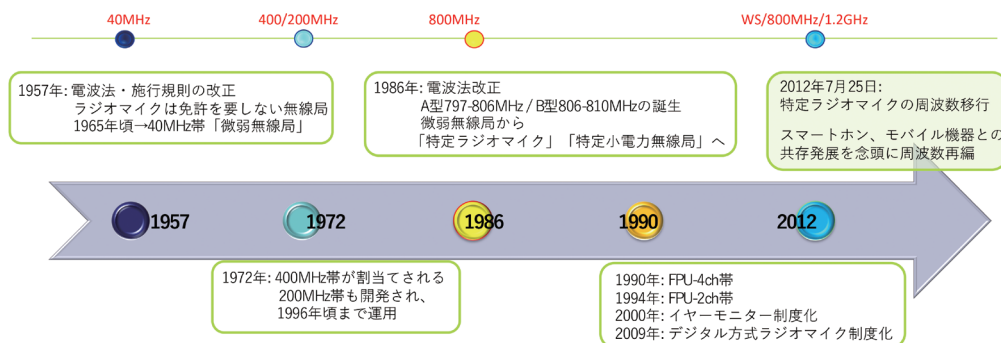 40MHz
400/200MHz
800MHz
WS/800MHz/1.2GHz
1957年: 電波法・施行規則の改正
ラジオマイクは免許を要しない無線局
1965年頃→40MHz帯「微弱無線局」
1986年: 電波法改正
A型797-806MHz / B型806-810MHzの誕生
微弱無線局から
「特定ラジオマイク」「特定小電力無線局」へ
2012年7月25日:
特定ラジオマイクの周波数移行
スマートホン、モバイル機器との
共存発展を念頭に周波数再編
1957
1972
1986
1990
2012
1972年: 400MHz帯が割当てされる
200MHz帯も開発され、
1996年頃まで運用
1990年: FPU-4ch帯
1994年: FPU-2ch帯
2000年: イヤーモニター制度化
2009年: デジタル方式ラジオマイク制度化